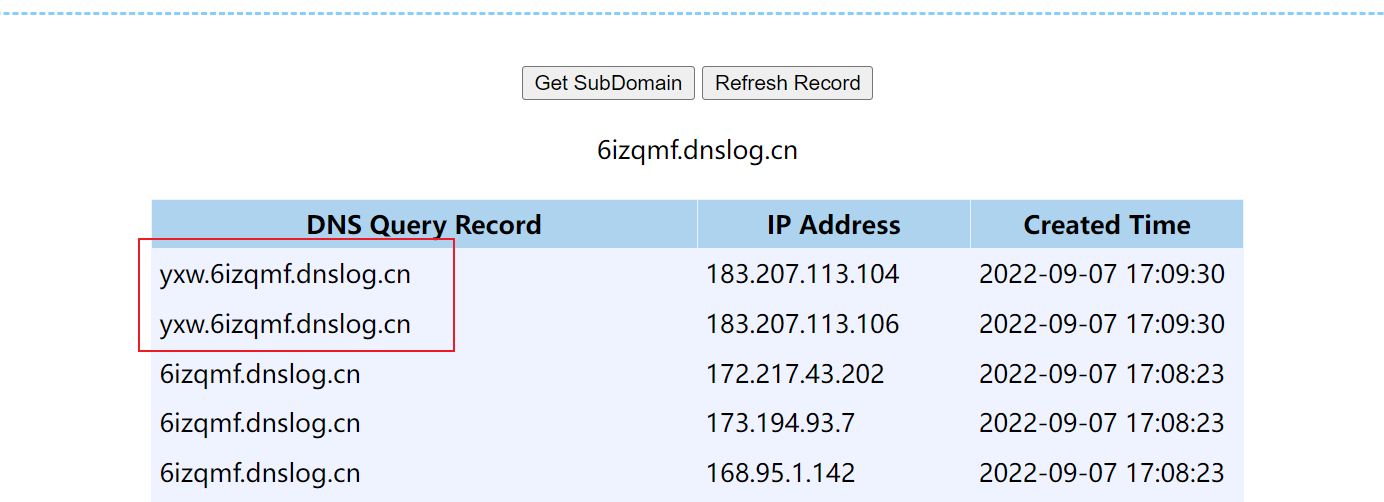 Get SubDomain Refresh Record
6izqmf.dnslog.cn
DNS Query Record IP Address Created Time
yxw.6izqmf.dnslog.cn 183.207.113.104 2022-09-07 17:09:30
yxw.6izqmf.dnslog.cn 183.207.113.106 2022-09-07 17:09:30
6izqmf.dnslog.cn 172.217.43.202 2022-09-07 17:08:23
6izqmf.dnslog.cn 173.194.93.7 2022-09-07 17:08:23
6izqmf.dnslog.cn 168.95.1.142 2022-09-07 17:08:23